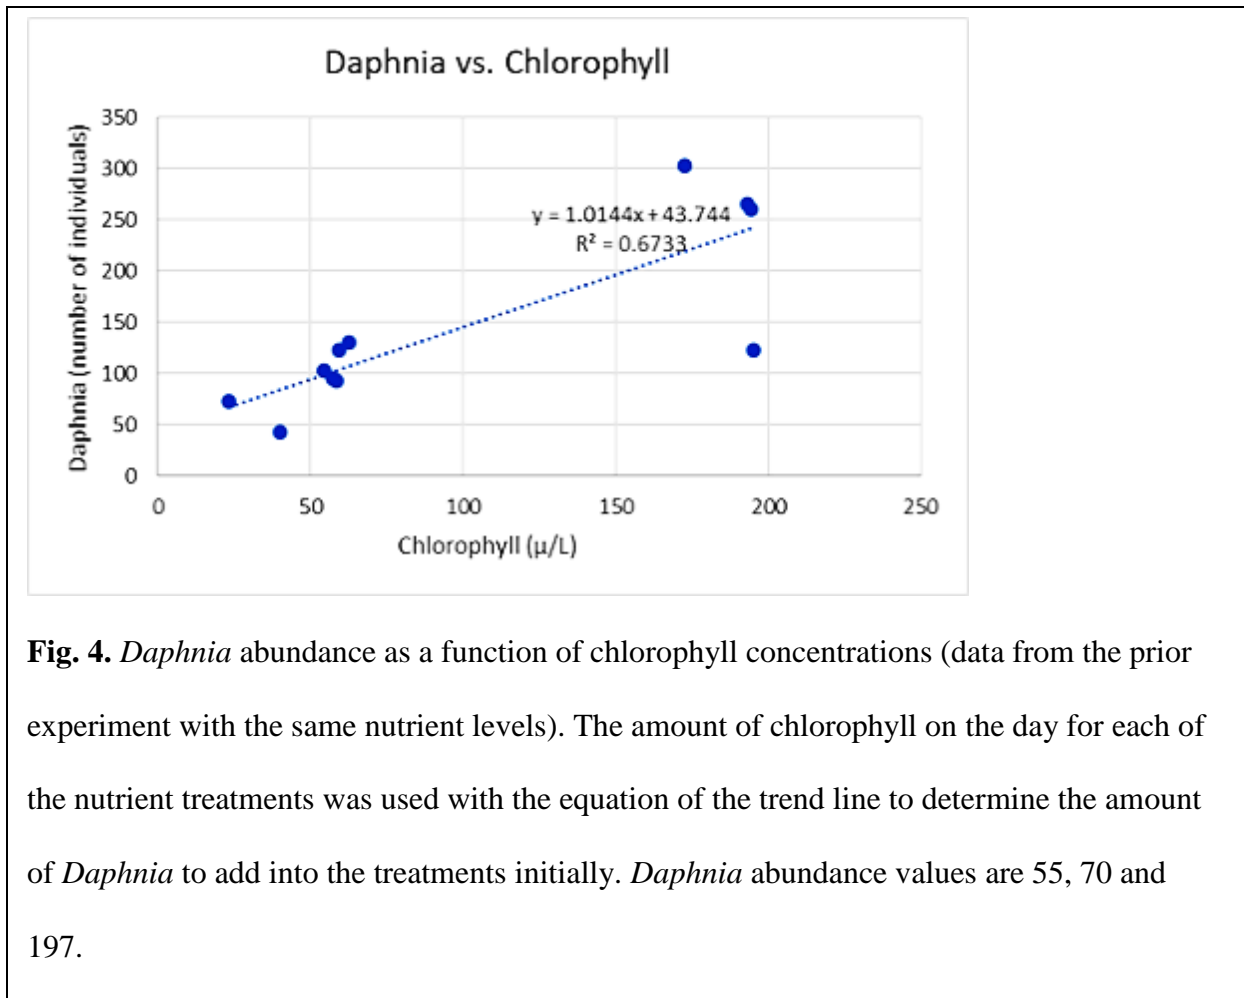 Daphnia vs. Chlorophyll
350
300
250
200
150
100
50
0
Daphnia (number of individuals)
y = 1.0144x + 43.744
R² = 0.6733
0 50 100 150 200 250
Chlorophyll (µ/L)
Fig. 4. Daphnia abundance as a function of chlorophyll concentrations (data from the prior
experiment with the same nutrient levels). The amount of chlorophyll on the day for each of
the nutrient treatments was used with the equation of the trend line to determine the amount
of Daphnia to add into the treatments initially. Daphnia abundance values are 55, 70 and
197.